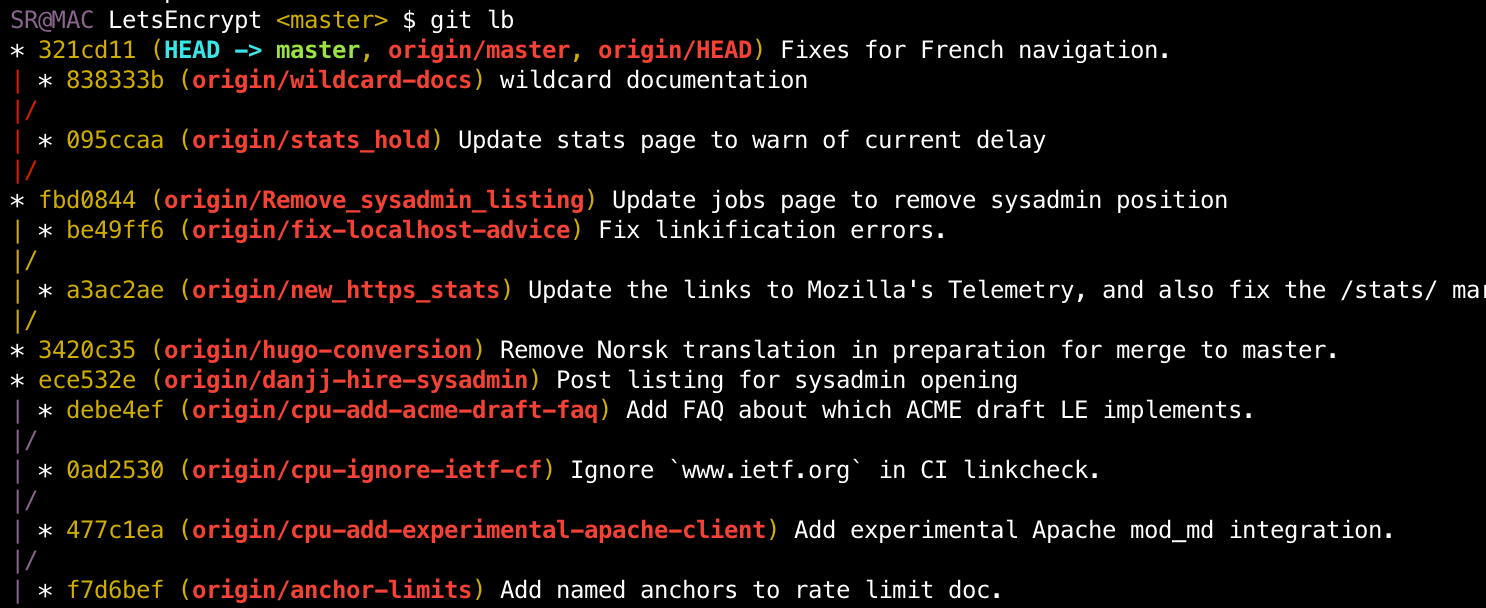 SR@MAC LetsEncrypt <master> $ git lb
* 321cd11 (HEAD -> master, origin/master, origin/HEAD) Fixes for French navigation.
| * 838333b (origin/wildcard-docs) wildcard documentation
|/
| * 095ccaa (origin/stats_hold) Update stats page to warn of current delay
|/
* fbd0844 (origin/Remove_sysadmin_listing) Update jobs page to remove sysadmin position
| * be49ff6 (origin/fix-localhost-advice) Fix linkification errors.
|/
| * a3ac2ae (origin/new_https_stats) Update the links to Mozilla's Telemetry, and also fix the /stats/
|/
* 3420c35 (origin/hugo-conversion) Remove Norsk translation in preparation for merge to master.
* ece532e (origin/danjj-hire-sysadmin) Post listing for sysadmin opening
| * debe4ef (origin/cpu-add-acme-draft-faq) Add FAQ about which ACME draft LE implements.
|/
| * 0ad2530 (origin/cpu-ignore-ietf-cf) Ignore `www.ietf.org` in CI linkcheck.
|/
| * 477c1ea (origin/cpu-add-experimental-apache-client) Add experimental Apache mod_md integration.
|/
| * f7d6bef (origin/anchor-limits) Add named anchors to rate limit doc.